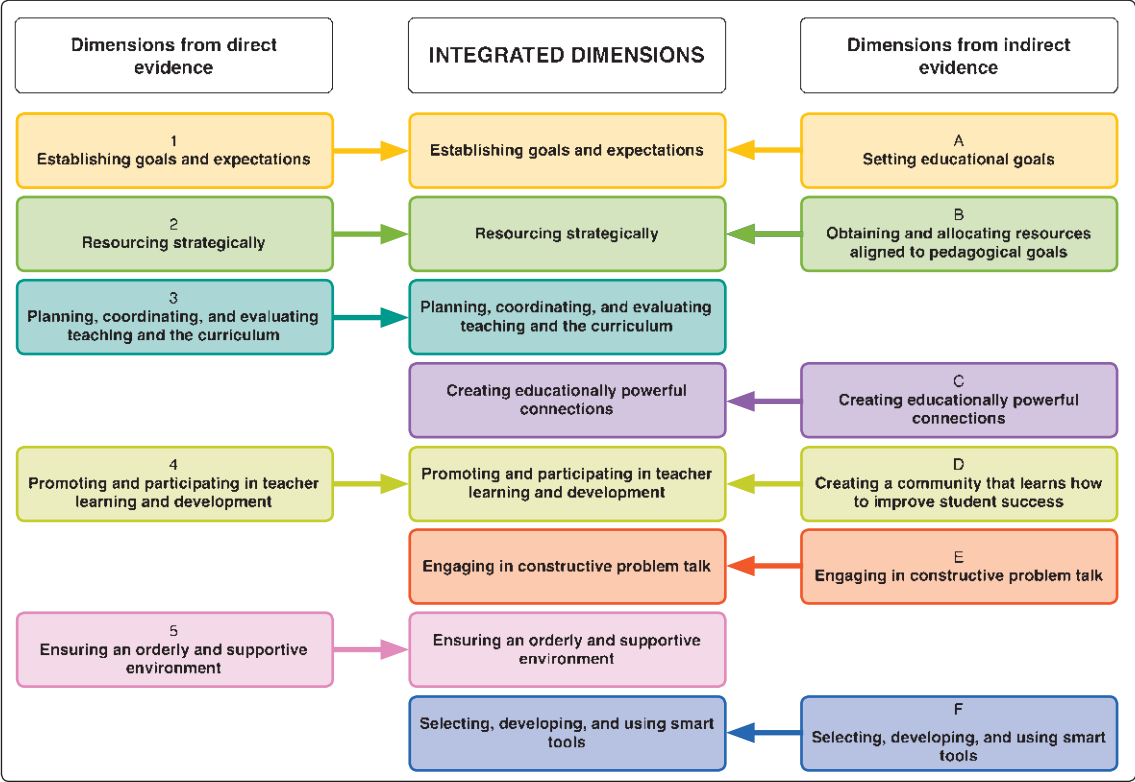 Dimensions from direct
evidence
INTEGRATED DIMENSIONS
Dimensions from indirect
evidence
1
Establishing goals and expectations
Establishing goals and expectations
A
Setting educational goals
2
Resourcing strategically
Resourcing strategically
B
Obtaining and allocating resources
aligned to pedagogical goals
3
Planning, coordinating, and evaluating
teaching and the curriculum
Planning, coordinating, and evaluating
teaching and the curriculum
Creating educationally powerful
connections
C
Creating educationally powerful
connections
4
Promoting and participating in teacher
learning and development
Promoting and participating in teacher
learning and development
D
Creating a community that learns how
to improve student success
Engaging in constructive problem talk
E
Engaging in constructive problem talk
5
Ensuring an orderly and supportive
environment
Ensuring an orderly and supportive
environment
Selecting, developing, and using smart
tools
F
Selecting, developing, and using smart
tools